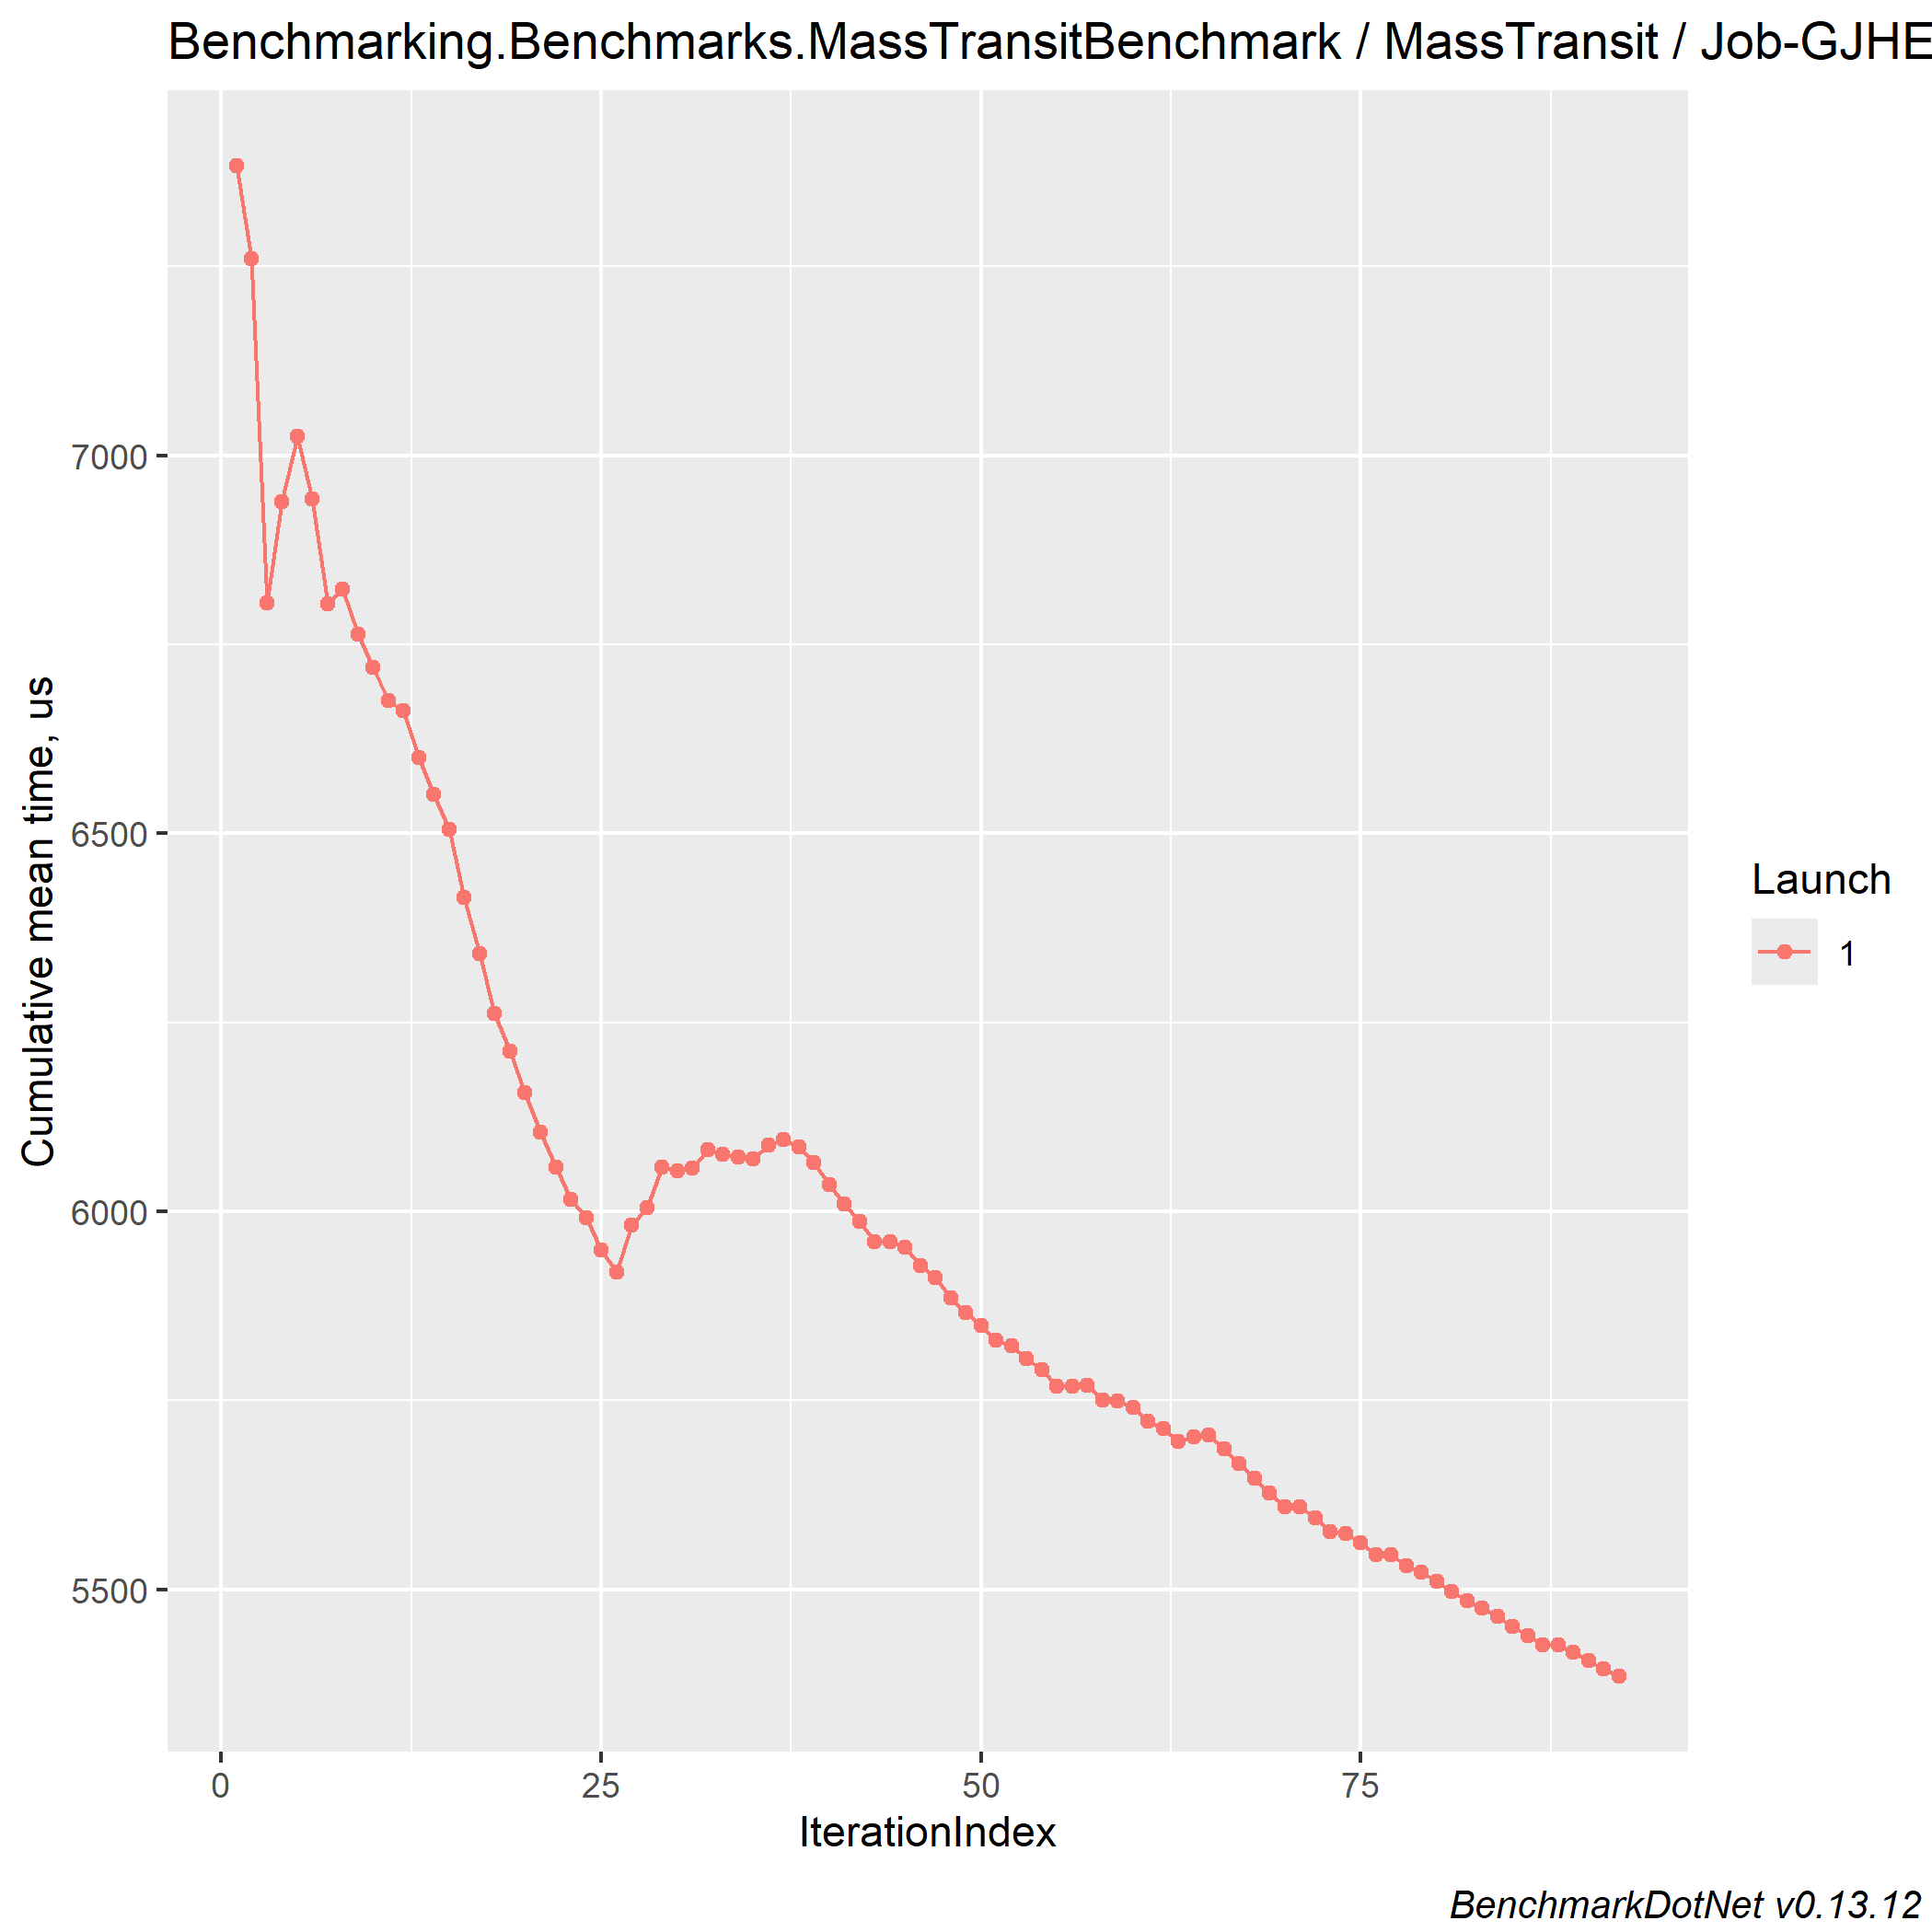 Benchmarking.Benchmarks.MassTransitBenchmark / MassTransit / Job-GJHE
Cumulative mean time, us
7000
6500
6000
5500
0 25 50 75
IterationIndex
Launch
1
BenchmarkDotNet v0.13.12